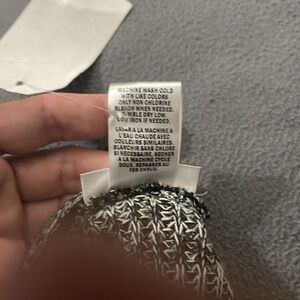 MACHINE WASH COLD
WITH LIKE COLORS
ONLY NON CHLORINE
BLEACH WHEN NEEDED.
TUMBLE DRY LOW.
LOW IRON IF NEEDED.
LAVER A LA MACHINE A
L'EAU CHAUDE AVEC
COULEURS SIMILAIRES.
BLANCHIR SANS CHLORE
SI NECESSAIRE, SECHER
A LA MACHINE CYCLE
DOUX. REPASSER AU
FER CHEUD.